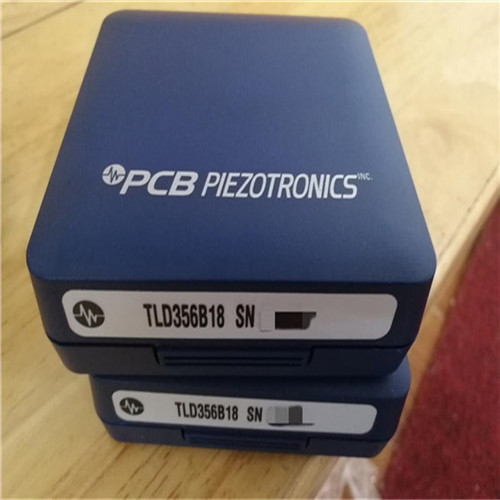 PCB PIEZOTRONICS INC.
TLD356B18 SN
TLD356B18 SN